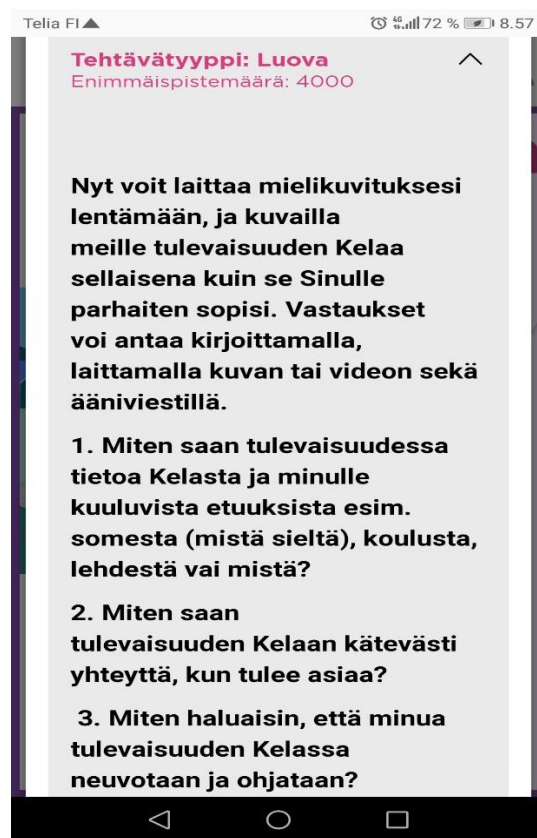 Telia FI 72 % 8.57
Tehtävätyyppi: Luova
Enimmäispistemäärä: 4000
Nyt voit laittaa mielikuvituksesi
lentämään, ja kuvailla
meille tulevaisuuden Kelaa
sellaisena kuin se Sinulle
parhaiten sopisi. Vastaukset
voi antaa kirjoittamalla,
laittamalla kuvan tai videon sekä
ääniviestillä.
1. Miten saan tulevaisuudessa
tietoa Kelasta ja minulle
kuuluvista etuuksista esim.
somesta (mistä sieltä), koulusta,
lehdestä vai mistä?
2. Miten saan
tulevaisuuden Kelaan kätevästi
yhteyttä, kun tulee asiaa?
3. Miten haluaisin, että minua
tulevaisuuden Kelassa
neuvotaan ja ohjataan?